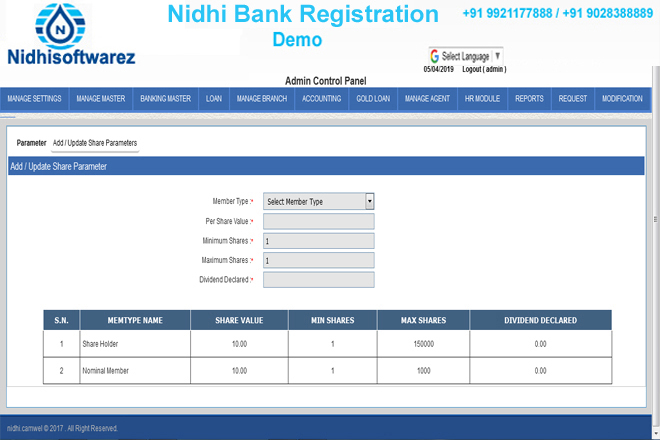 Nidhi Bank Registration
+91 9921177888 / +91 9028388889
Demo
Nidhisoftwarez
G Select Language ▼
05/04/2019 Logout ( admin )
Admin Control Panel
MANAGE SETTINGS MANAGE MASTER BANKING MASTER LOAN MANAGE BRANCH ACCOUNTING GOLD LOAN MANAGE AGENT HR MODULE REPORTS REQUEST MODIFICATION
Parameter Add / Update Share Parameters
Add / Update Share Parameter
Member Type :* Select Member Type
Per Share Value :*
Minimum Shares :* 1
Maximum Shares :* 1
Dividend Declared :*
S.N. MEMTYPE NAME SHARE VALUE MIN SHARES MAX SHARES DIVIDEND DECLARED
1 Share Holder 10.00 1 150000 0.00
2 Nominal Member 10.00 1 1000 0.00
nidhi.camwel © 2017 . All Right Reserved.